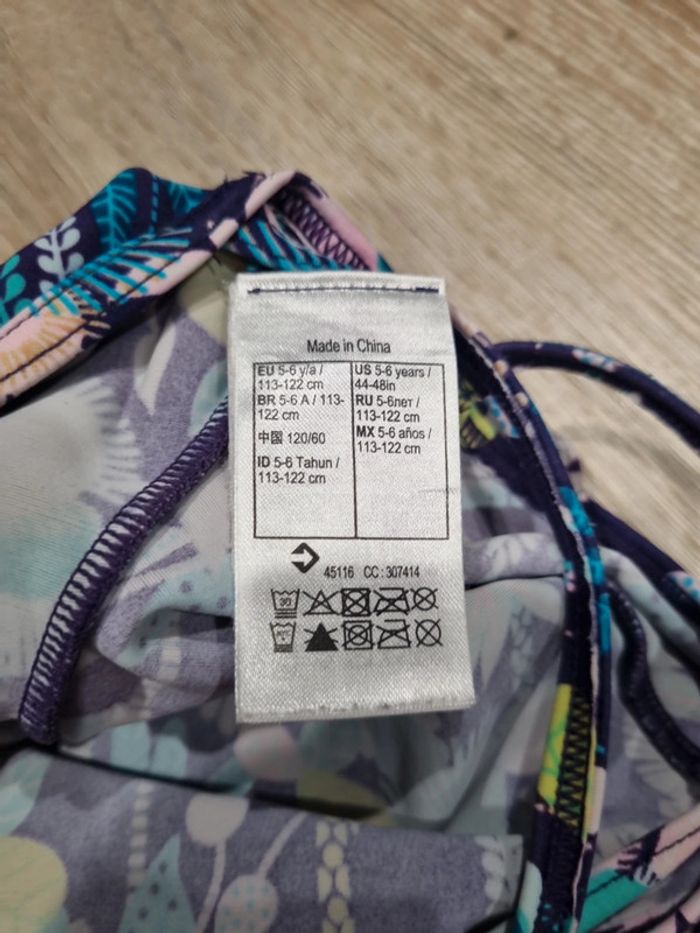 Made in China
EU 5-6 y/a /
113-122 cm
BR 5-6 A / 113-
122 cm
中国 120/60
ID 5-6 Tahun /
113-122 cm
US 5-6 years /
44-48in
RU 5-6лет /
113-122 cm
MX 5-6 años /
113-122 cm
45116 CC : 307414
30